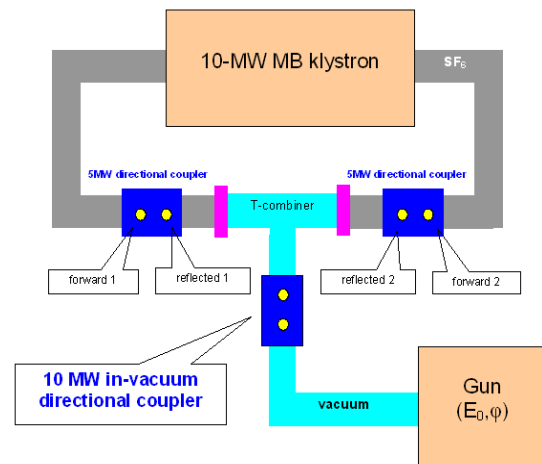 10-MW MB klystron
SF₆
5MW directional coupler
5MW directional coupler
T-combiner
forward 1
reflected 1
reflected 2
forward 2
10 MW in-vacuum
directional coupler
vacuum
Gun
(E₀,φ)